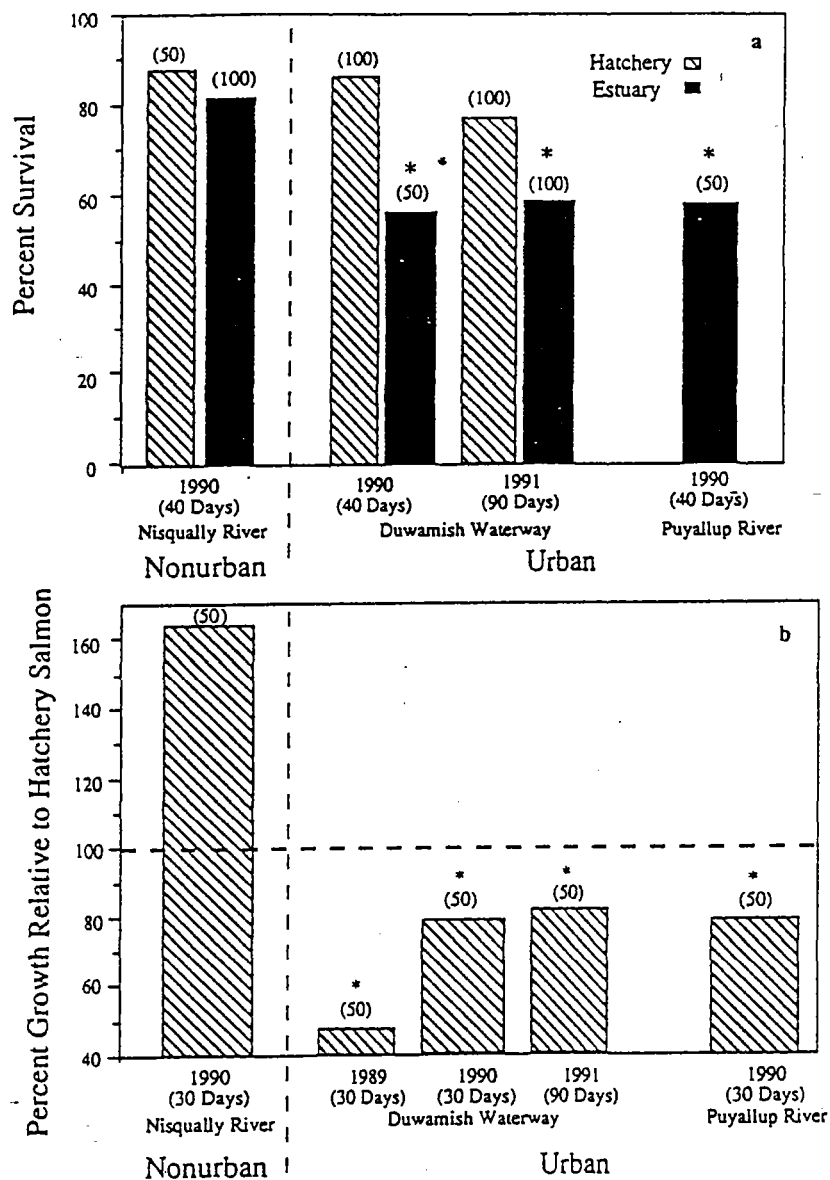 100
80
60
40
20
0
Percent Survival
a
Hatchery
Estuary
(50)
(100)
(100)
* *
(50)
(100)
*
(100)
*
(50)
1990 1990 1991 1990
(40 Days) (40 Days) (90 Days) (40 Days)
Nisqually River Duwamish Waterway Puyallup River
Nonurban Urban
b
Percent Growth Relative to Hatchery Salmon
160
140
120
100
80
60
40
(50)
*
(50)
*
(50)
*
(50)
*
(50)
1990 1989 1990 1991 1990
(30 Days) (30 Days) (30 Days) (90 Days) (30 Days)
Nisqually River Duwamish Waterway Puyallup River
Nonurban Urban